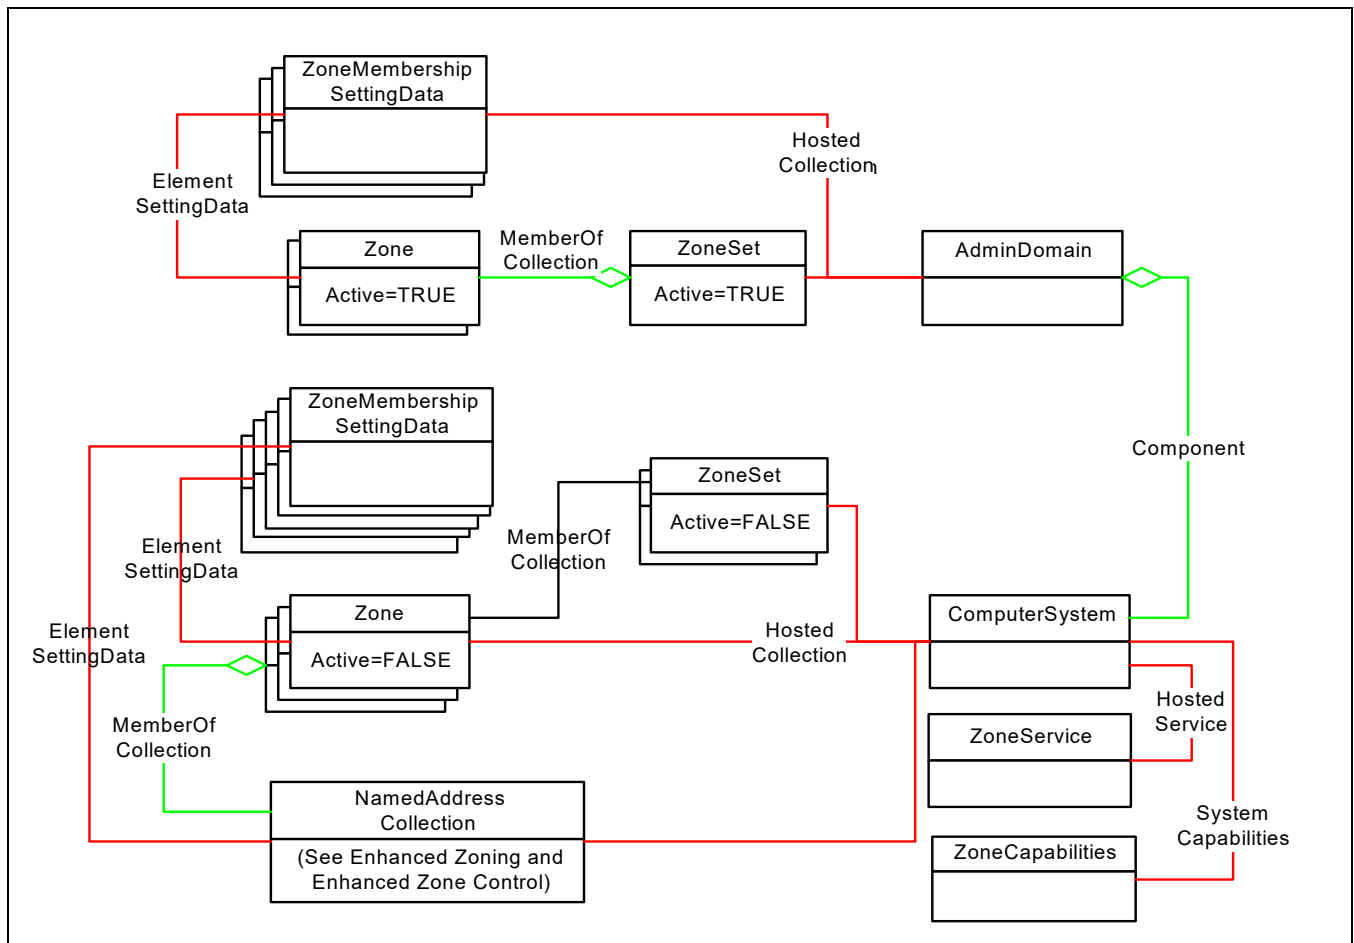 ZoneMembership
SettingData
Hosted
Collection
Element
SettingData
Zone
Active=TRUE
MemberOf
Collection
ZoneSet
Active=TRUE
AdminDomain
ZoneMembership
SettingData
Component
ZoneSet
Active=FALSE
MemberOf
Collection
Element
SettingData
Zone
Active=FALSE
Hosted
Collection
ComputerSystem
Element
SettingData
MemberOf
Collection
Hosted
Service
ZoneService
NamedAddress
Collection
(See Enhanced Zoning and
Enhanced Zone Control)
System
Capabilities
ZoneCapabilities